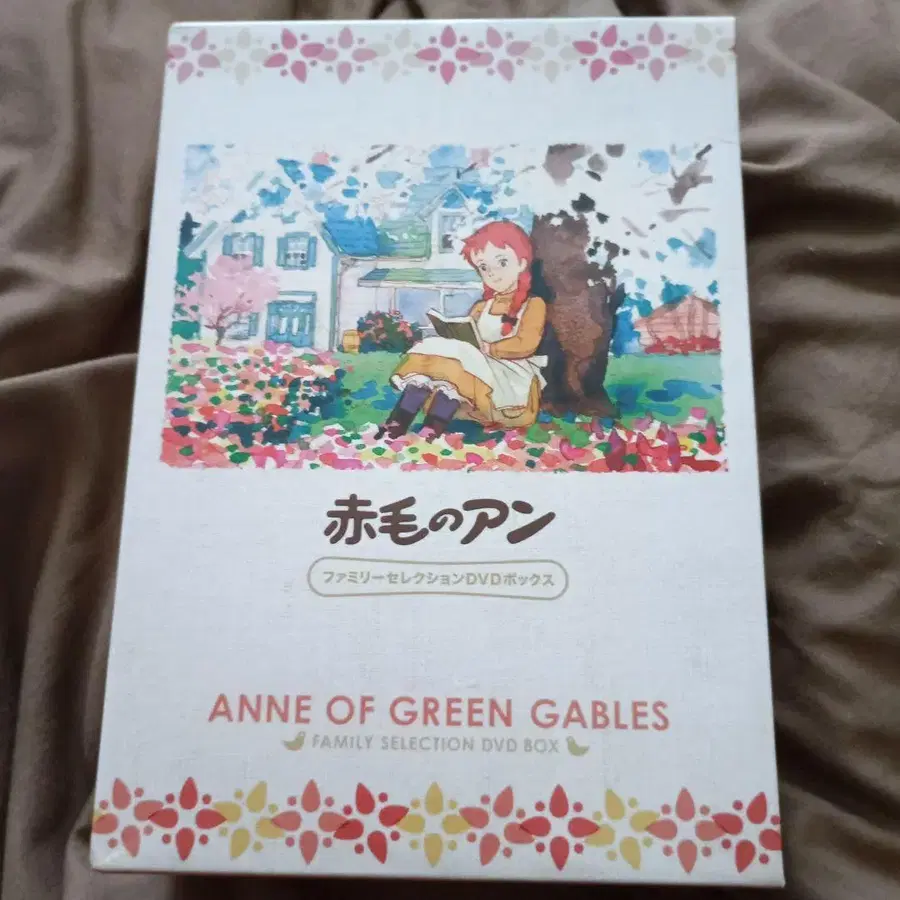 赤毛のアン
ファミリーセレクションDVDボックス
ANNE OF GREEN GABLES
FAMILY SELECTION DVD BOX